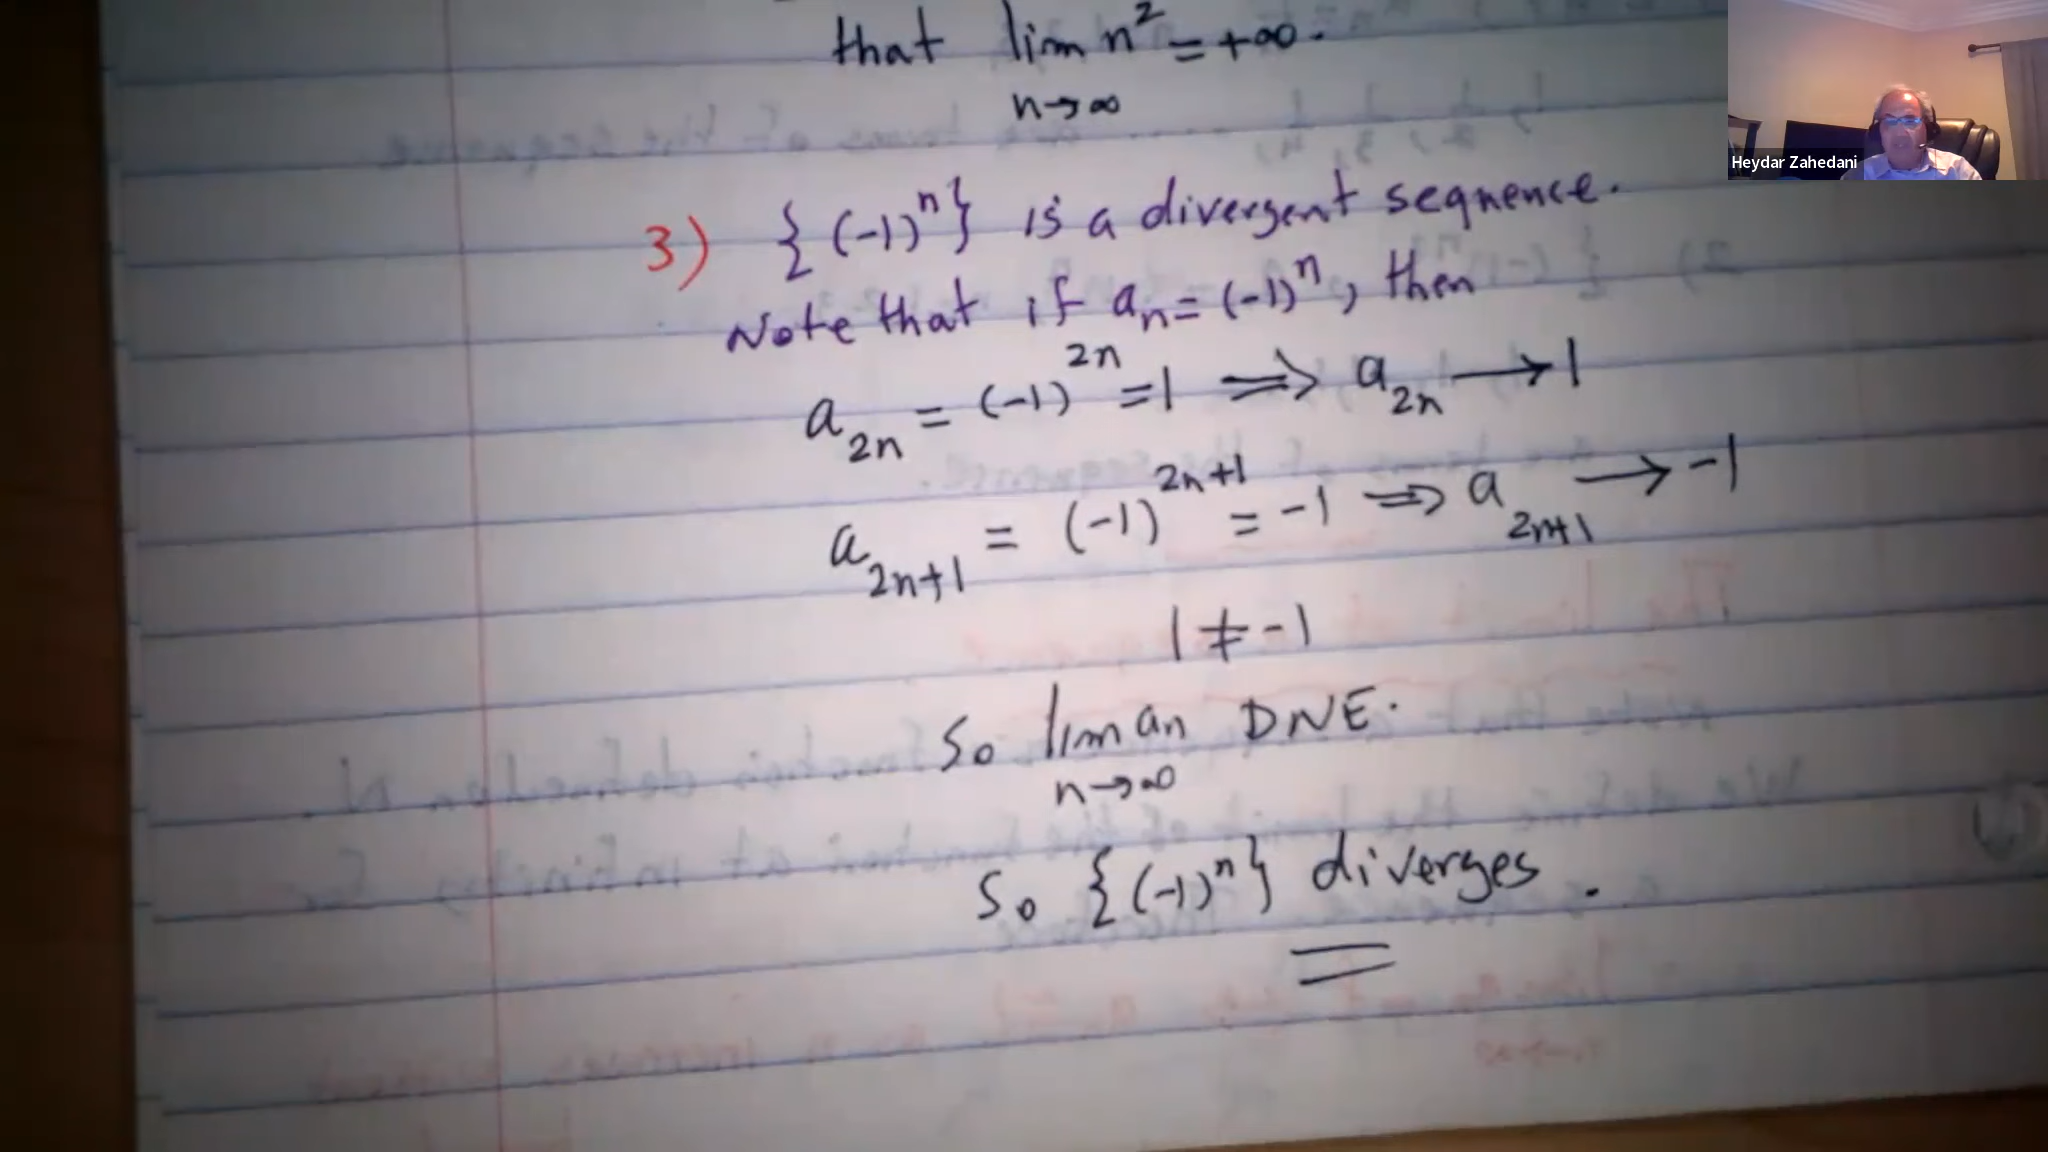 that lim n² = +∞.
n→∞
Heydar Zahedani
3) {(-1)ⁿ} is a divergent sequence.
Note that if aₙ = (-1)ⁿ, then
a₂ₙ = (-1)²ⁿ = 1 ⟹ a₂ₙ → 1
a₂ₙ₊₁ = (-1)²ⁿ⁺¹ = -1 ⟹ a₂ₙ₊₁ → -1
1 ≠ -1
So lim an DNE.
n→∞
So {(-1)ⁿ} diverges.